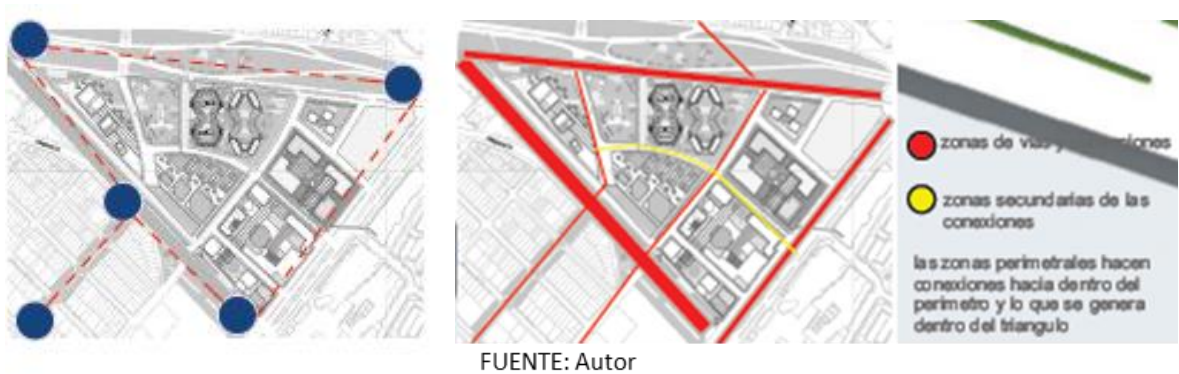 zonas de vías y
zonas secundarias de las
conexiones
las zonas perimetrales hacen
conexiones hacia dentro del
perímetro y lo que se genera
dentro del triangulo
FUENTE: Autor